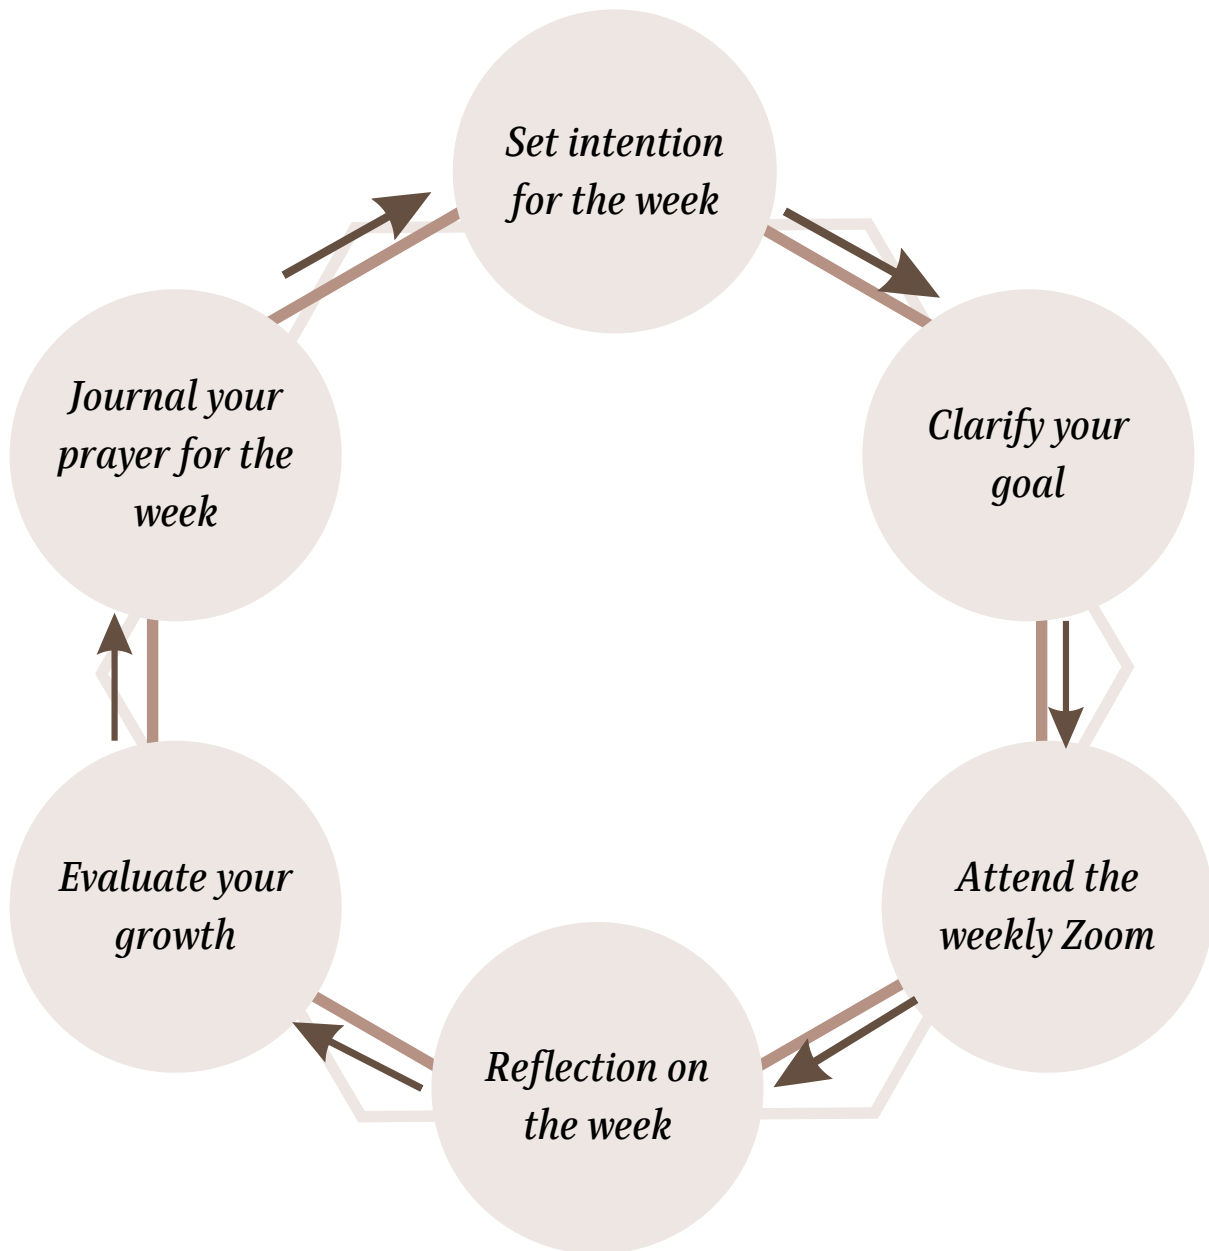 Set intention
for the week
Clarify your
goal
Attend the
weekly Zoom
Reflection on
the week
Evaluate your
growth
Journal your
prayer for the
week